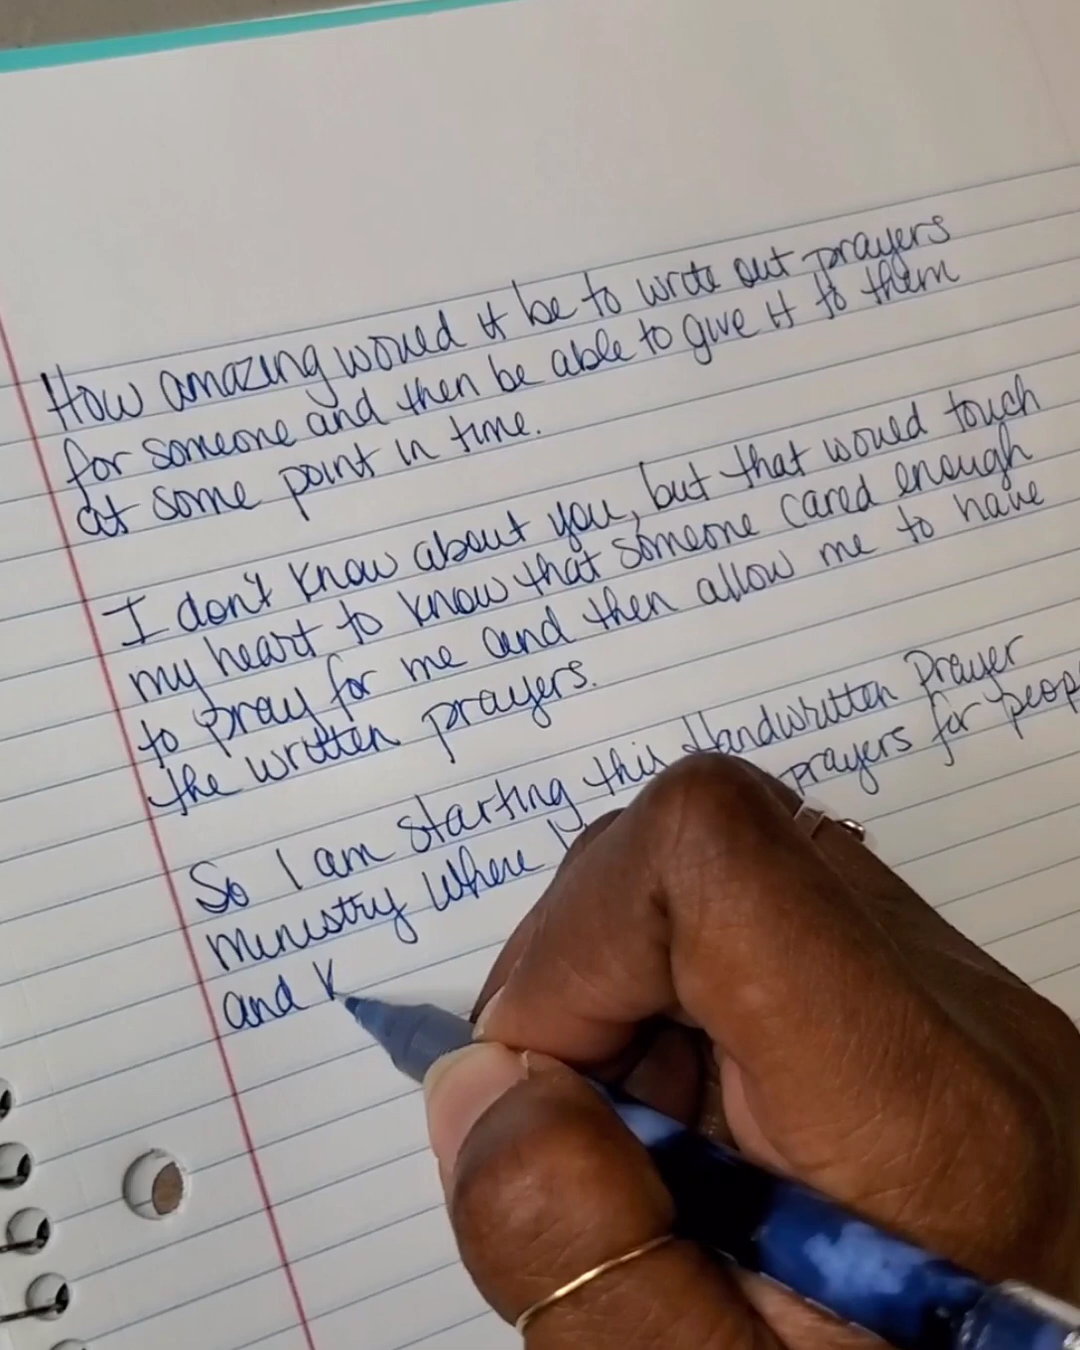 How amazing would it be to wrote out prayers
for someone and then be able to give it to them
at some point in time.
I don't know about you, but that would touch
my heart to know that someone cared enough
to pray for me and then allow me to have
the written prayers.
So I am starting this Handwritten Prayer
ministry where prayers for
and